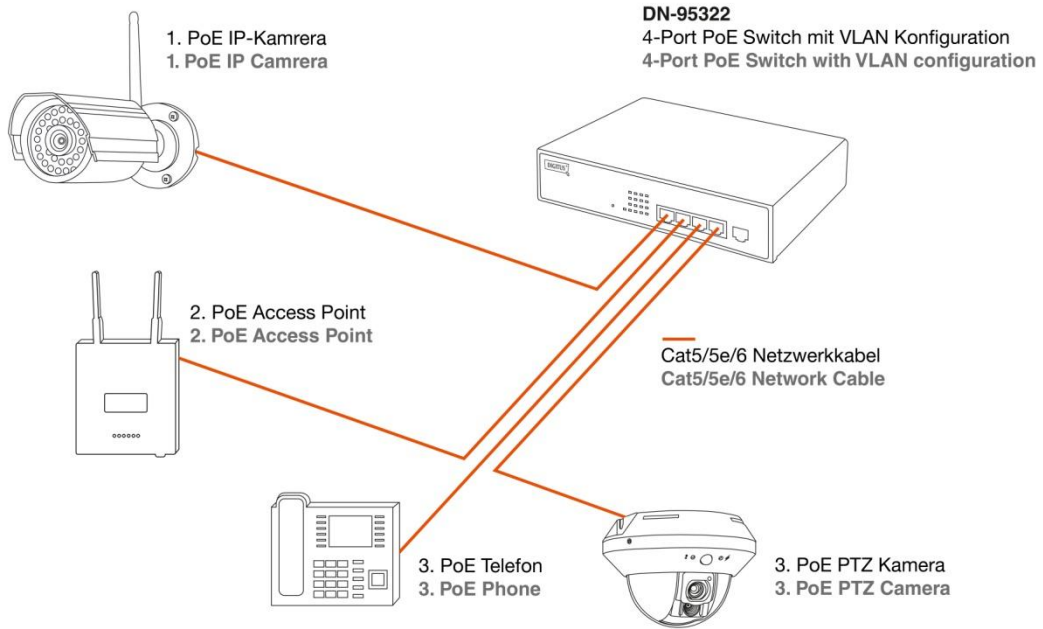 1. PoE IP-Kamrera
1. PoE IP Camrera
DN-95322
4-Port PoE Switch mit VLAN Konfiguration
4-Port PoE Switch with VLAN configuration
DIGITUS
2. PoE Access Point
2. PoE Access Point
Cat5/5e/6 Netzwerkkabel
Cat5/5e/6 Network Cable
3. PoE Telefon
3. PoE Phone
3. PoE PTZ Kamera
3. PoE PTZ Camera